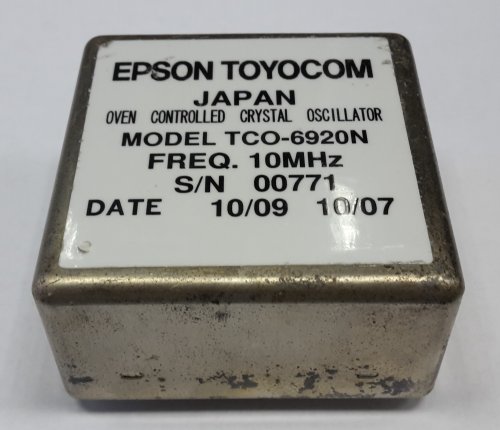 EPSON TOYOCOM
JAPAN
OVEN CONTROLLED CRYSTAL OSCILLATOR
MODEL TCO-6920N
FREQ. 10MHz
S/N 00771
DATE 10/09 10/07